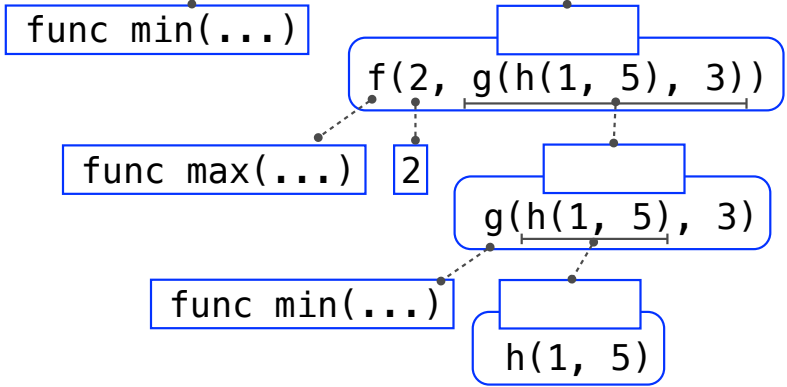 func min(...)
f(2, g(h(1, 5), 3))
func max(...)
2
g(h(1, 5), 3)
func min(...)
h(1, 5)